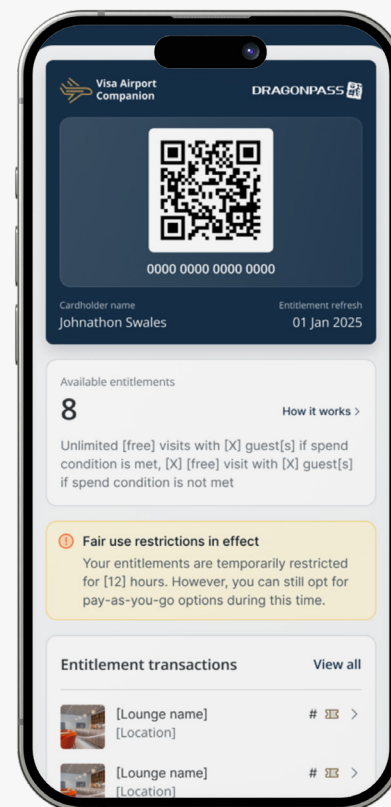 Visa Airport
Companion
DRAGONPASS
0000 0000 0000 0000
Cardholder name
Entitlement refresh
Johnathon Swales
01 Jan 2025
Available entitlements
8
How it works >
Unlimited [free] visits with [X] guest[s] if spend
condition is met, [X] [free] visit with [X] guest[s]
if spend condition is not met
Fair use restrictions in effect
Your entitlements are temporarily restricted
for [12] hours. However, you can still opt for
pay-as-you-go options during this time.
Entitlement transactions
View all
[Lounge name]
#
[Location]
[Lounge name]
#
[Location]